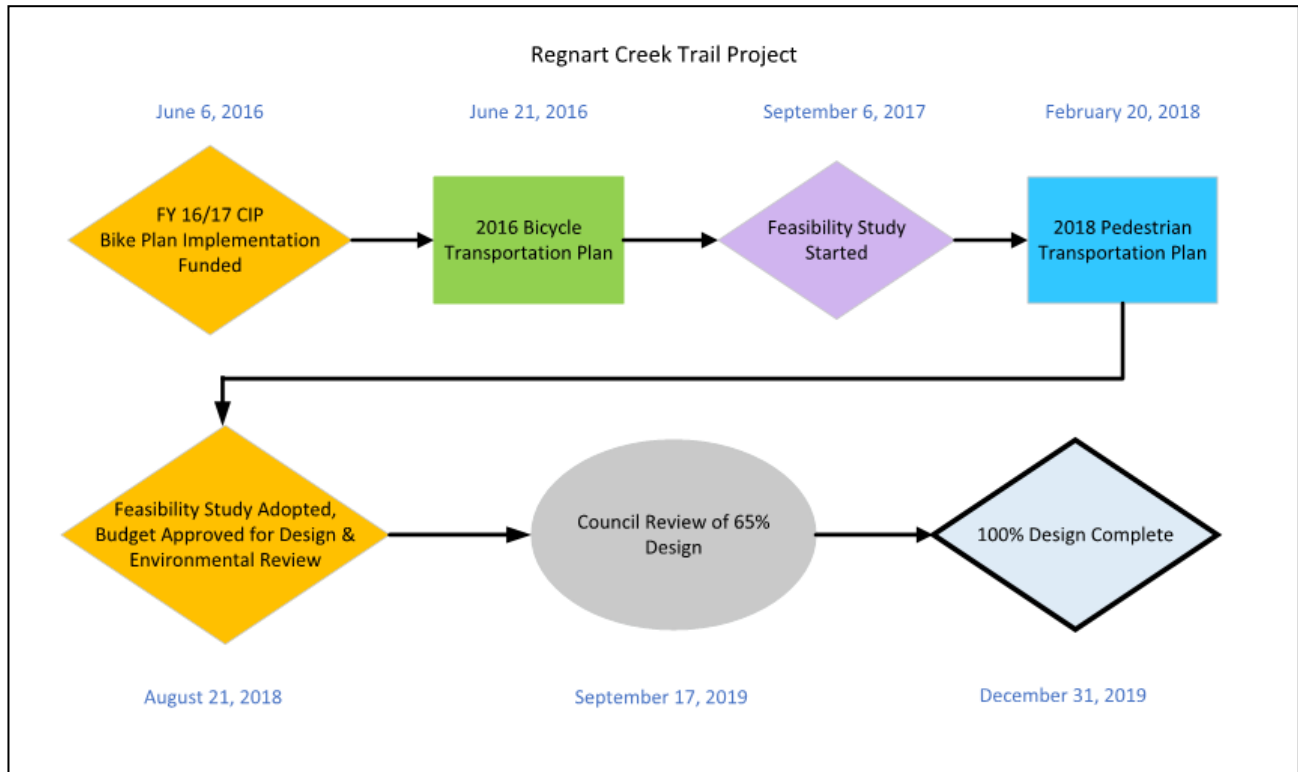 Regnart Creek Trail Project
June 6, 2016
June 21, 2016
September 6, 2017
February 20, 2018
FY 16/17 CIP
Bike Plan Implementation
Funded
2016 Bicycle
Transportation Plan
Feasibility Study
Started
2018 Pedestrian
Transportation Plan
Feasibility Study Adopted,
Budget Approved for Design &
Environmental Review
Council Review of 65%
Design
100% Design Complete
August 21, 2018
September 17, 2019
December 31, 2019